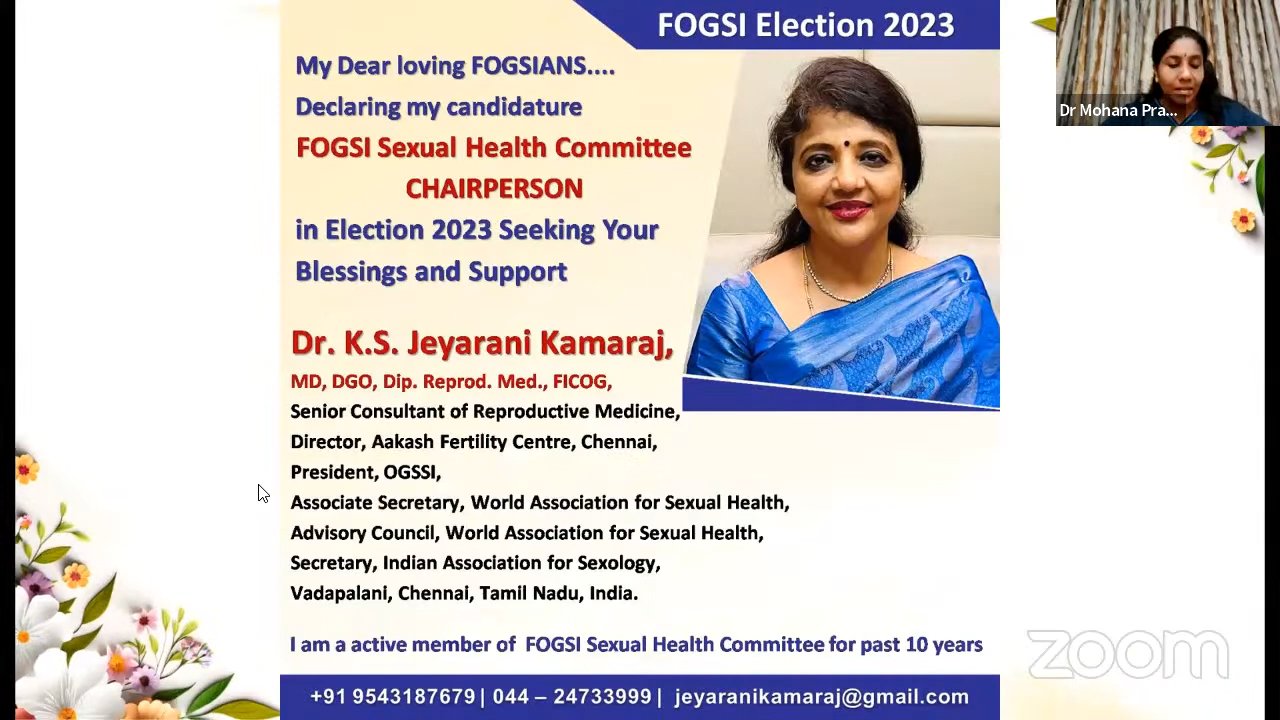 FOGSI Election 2023
My Dear loving FOGSIANS....
Declaring my candidature
FOGSI Sexual Health Committee
CHAIRPERSON
in Election 2023 Seeking Your
Blessings and Support
Dr. K.S. Jeyarani Kamaraj,
MD, DGO, Dip. Reprod. Med., FICOG,
Senior Consultant of Reproductive Medicine,
Director, Aakash Fertility Centre, Chennai,
President, OGSSI,
Associate Secretary, World Association for Sexual Health,
Advisory Council, World Association for Sexual Health,
Secretary, Indian Association for Sexology,
Vadapalani, Chennai, Tamil Nadu, India.
I am a active member of FOGSI Sexual Health Committee for past 10 years
+91 9543187679 | 044 – 24733999 | jeyaranikamaraj@gmail.com
Dr Mohana Pra...
zoom